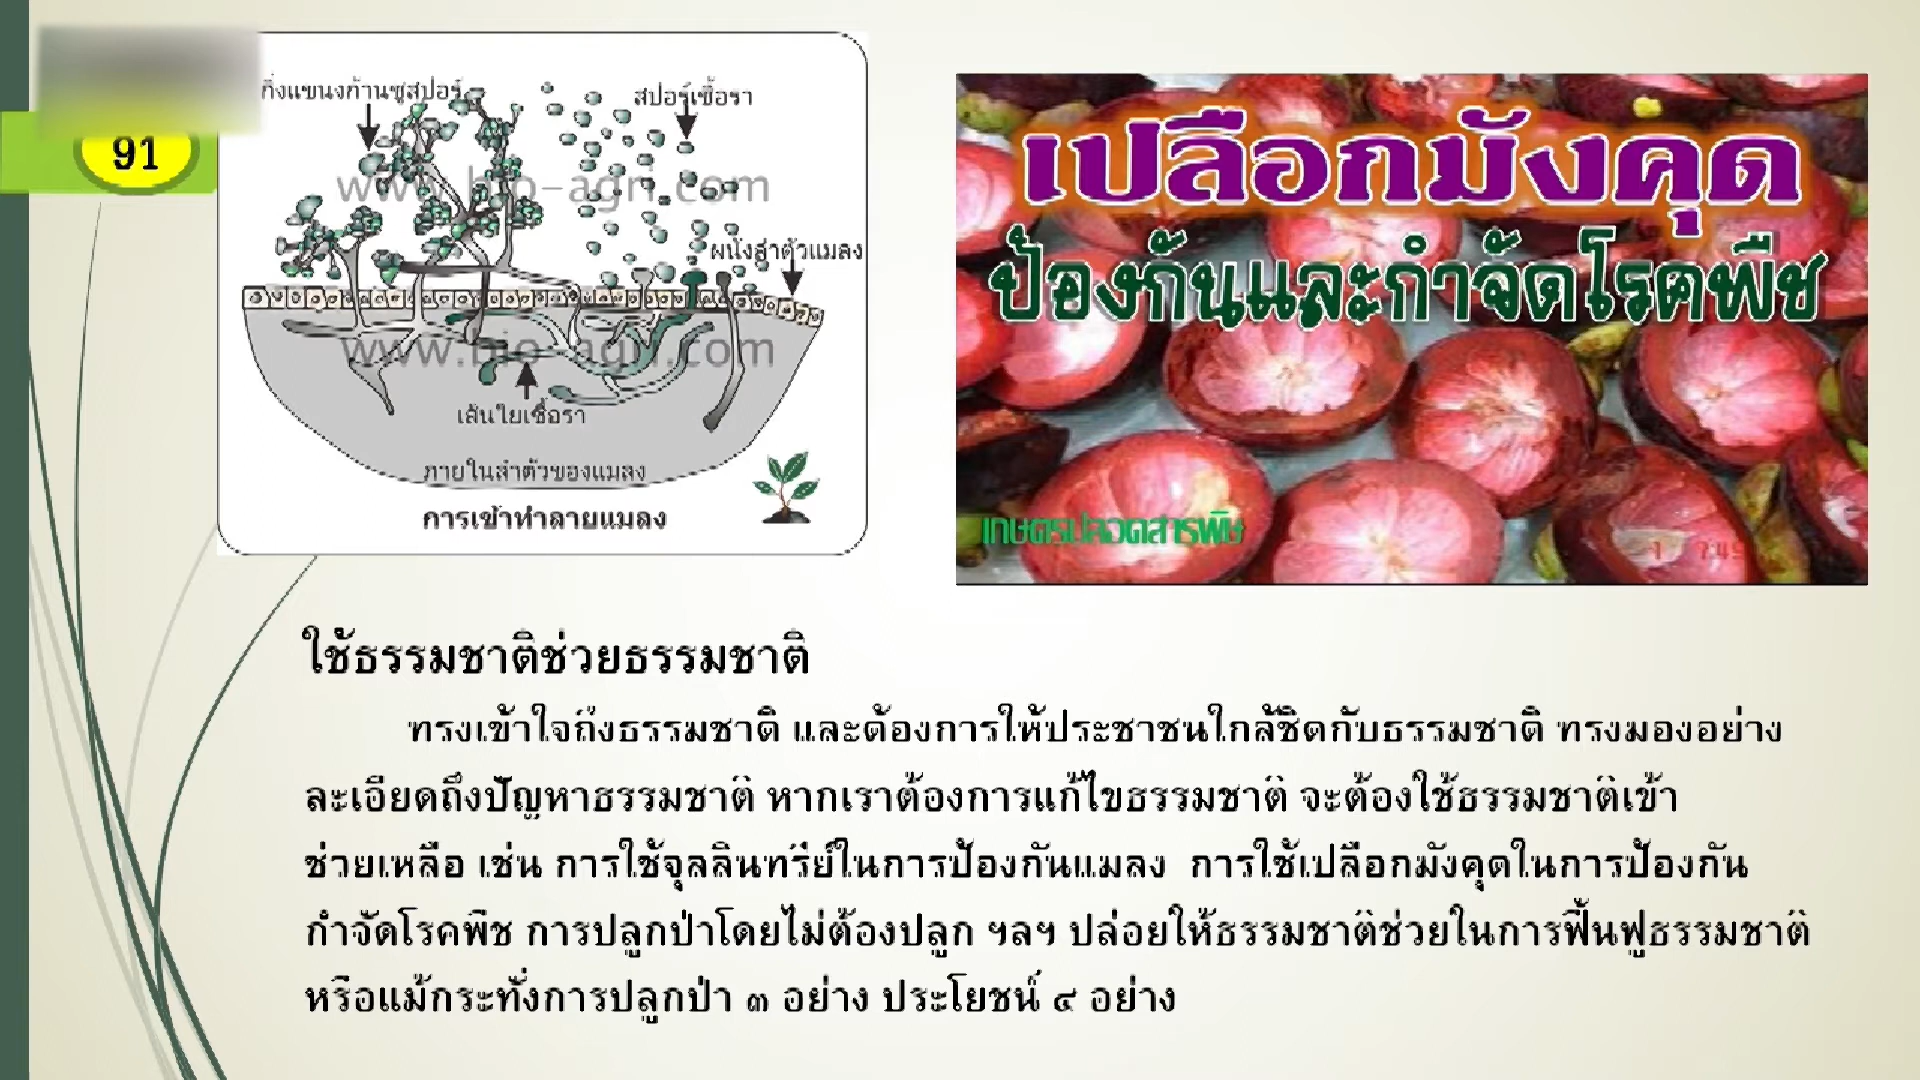 91
กิ่งแขนงก้านชูสปอร์
สปอร์เชื้อรา
www.bio-agri.com
ผนังลำตัวแมลง
www.bio-agri.com
เส้นใยเชื้อรา
ภายในลำตัวของแมลง
การเข้าทำลายแมลง
เปลือกมังคุด
ป้องกันและกำจัดโรคพืช
เกษตรปลอดสารพิษ
ใช้ธรรมชาติช่วยธรรมชาติ
ทรงเข้าใจถึงธรรมชาติ และต้องการให้ประชาชนใกล้ชิดกับธรรมชาติ ทรงมองอย่าง
ละเอียดถึงปัญหาธรรมชาติ หากเราต้องการแก้ไขธรรมชาติ จะต้องใช้ธรรมชาติเข้า
ช่วยเหลือ เช่น การใช้จุลลินทรีย์ในการป้องกันแมลง การใช้เปลือกมังคุดในการป้องกัน
กำจัดโรคพืช การปลูกป่าโดยไม่ต้องปลูก ฯลฯ ปล่อยให้ธรรมชาติช่วยในการฟื้นฟูธรรมชาติ
หรือแม้กระทั่งการปลูกป่า ๓ อย่าง ประโยชน์ ๔ อย่าง